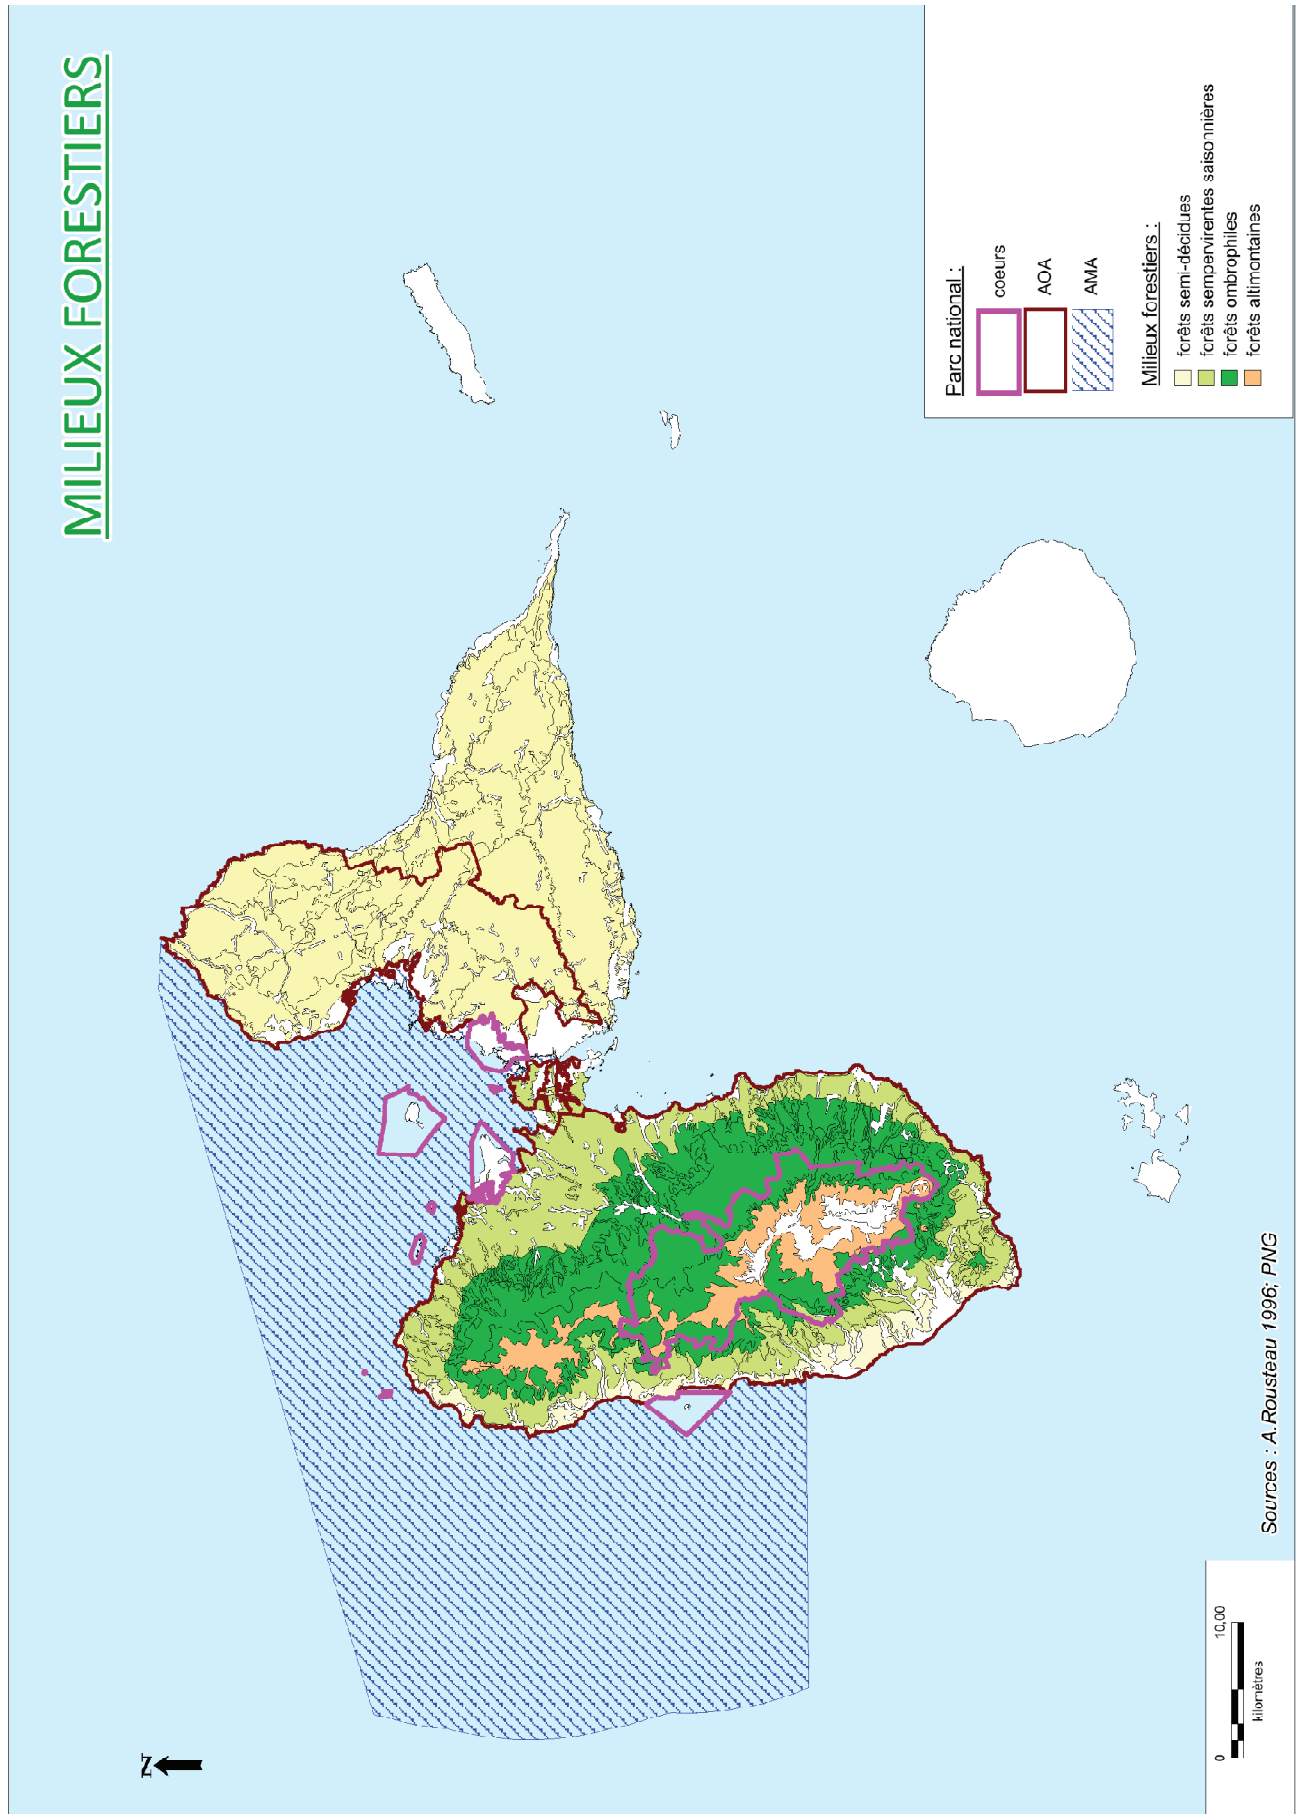 MILIEUX FORESTIERS
N
Parc national :
coeurs
AOA
AMA
Milieux forestiers :
forêts semi-décidues
forêts sempervirentes saisonnières
forêts ombrophiles
forêts altimontaines
0 10,00
kilomètres
Sources : A.Rousteau 1996; PNG